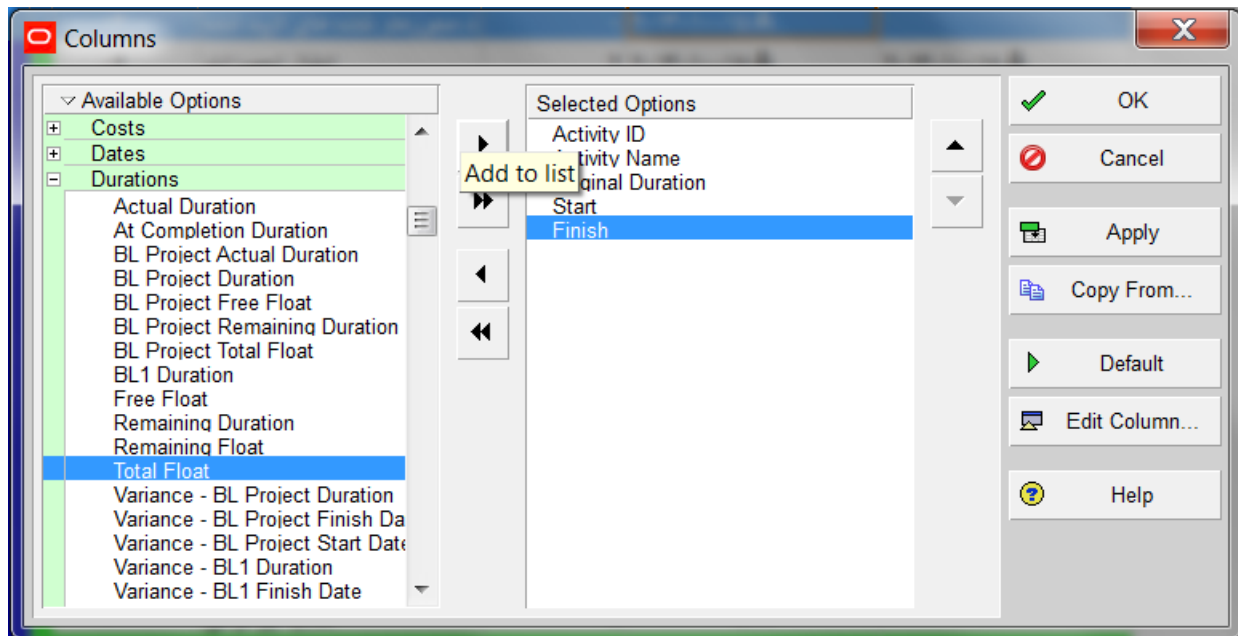 Columns
Available Options
Costs
Dates
Durations
Actual Duration
At Completion Duration
BL Project Actual Duration
BL Project Duration
BL Project Free Float
BL Project Remaining Duration
BL Project Total Float
BL1 Duration
Free Float
Remaining Duration
Remaining Float
Total Float
Variance - BL Project Duration
Variance - BL Project Finish Da
Variance - BL Project Start Date
Variance - BL1 Duration
Variance - BL1 Finish Date
Add to list
Selected Options
Activity ID
tivity Name
ginal Duration
Start
Finish
OK
Cancel
Apply
Copy From...
Default
Edit Column...
Help